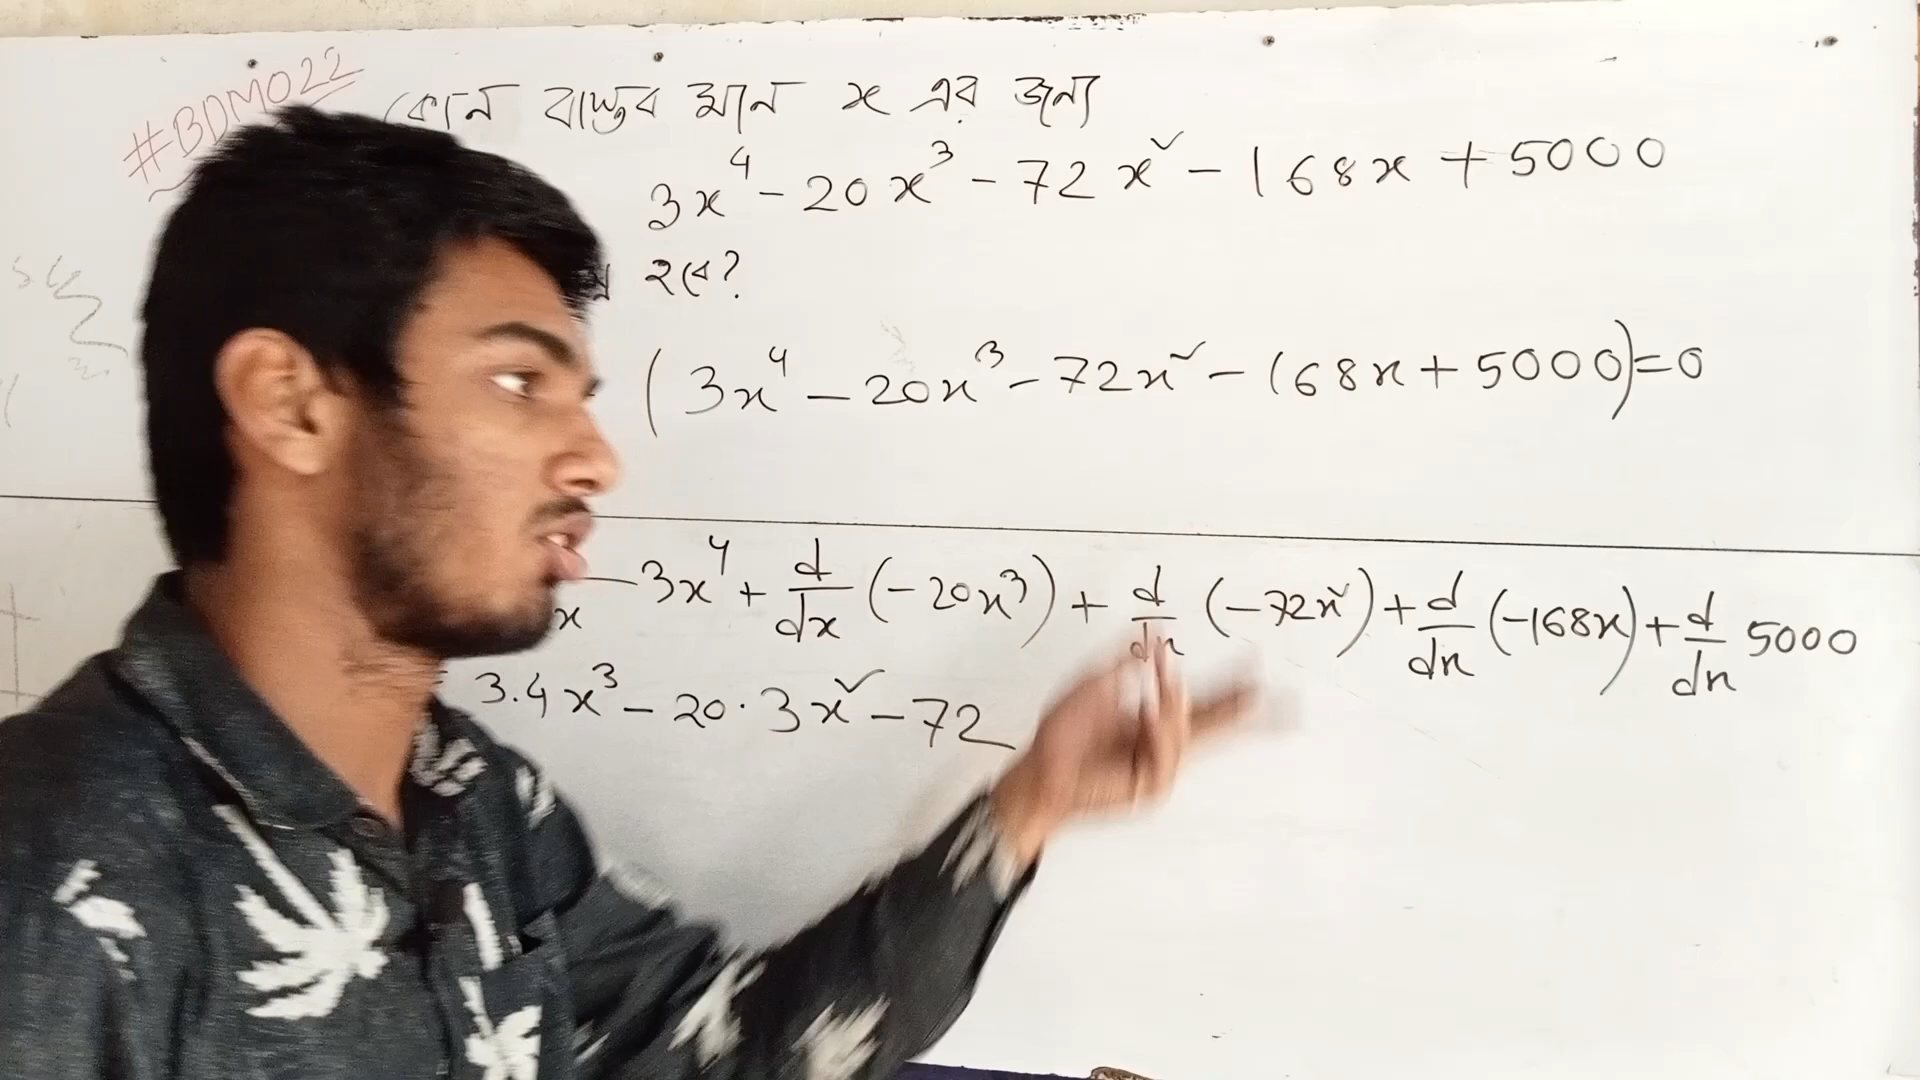 #BDMO22
কোন বাস্তব মান x এর জন্য
3x⁴ - 20x³ - 72x² - 168x + 5000
হবে?
(3x⁴ - 20x³ - 72x² - 168x + 5000) = 0
3x⁴ + d/dx (-20x³) + d/dx (-72x²) + d/dx (-168x) + d/dx 5000
3.4x³ - 20.3x² - 72